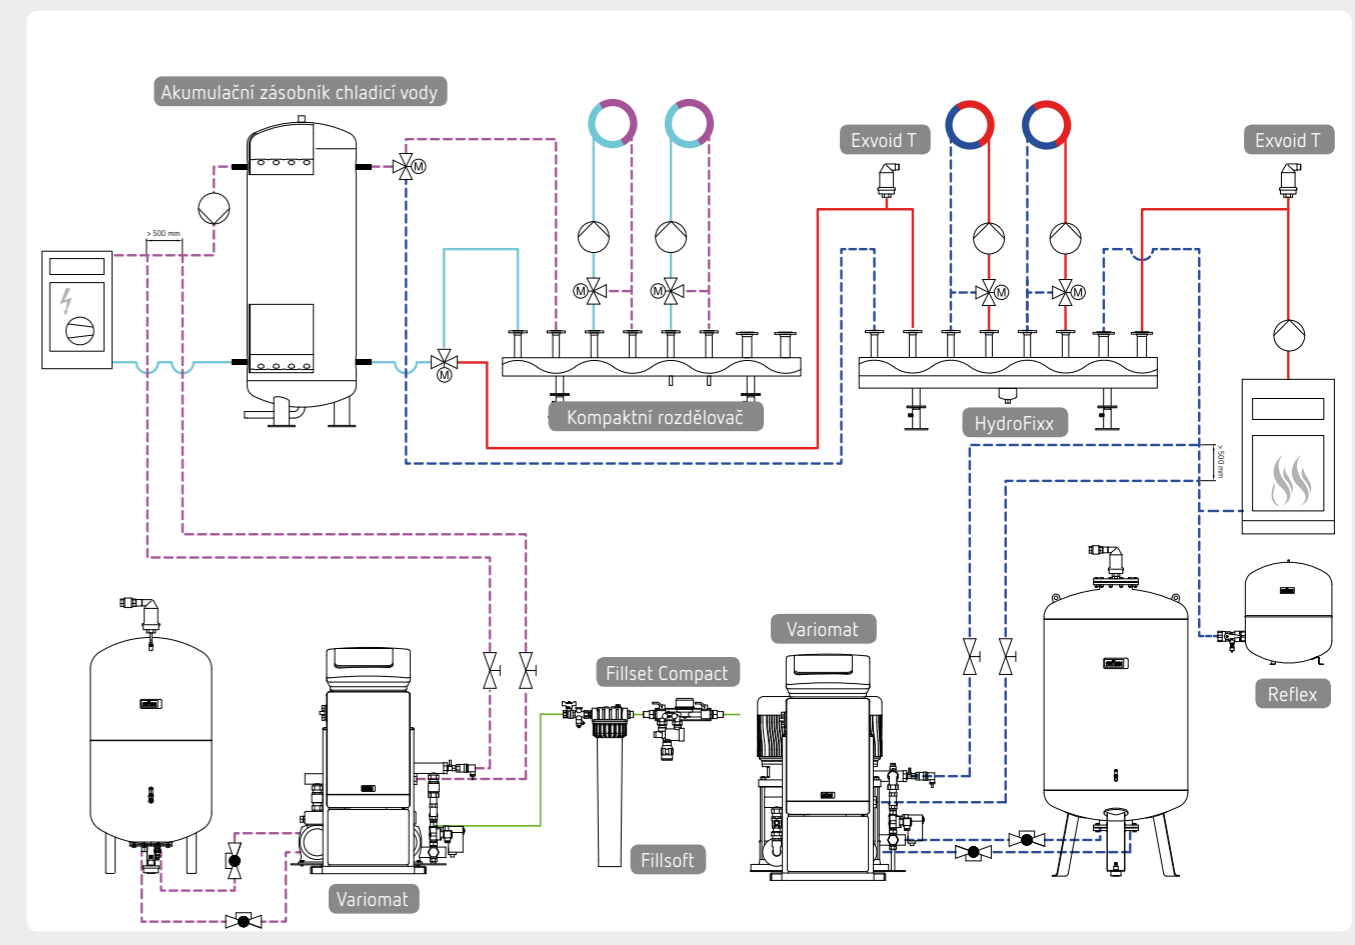 Akumulační zásobník chladicí vody
Exvoid T
Exvoid T
M
> 500 mm
M
M
M
M
M
Kompaktní rozdělovač
HydroFixx
> 500 mm
Variomat
Fillset Compact
Reflex
Fillsoft
Variomat